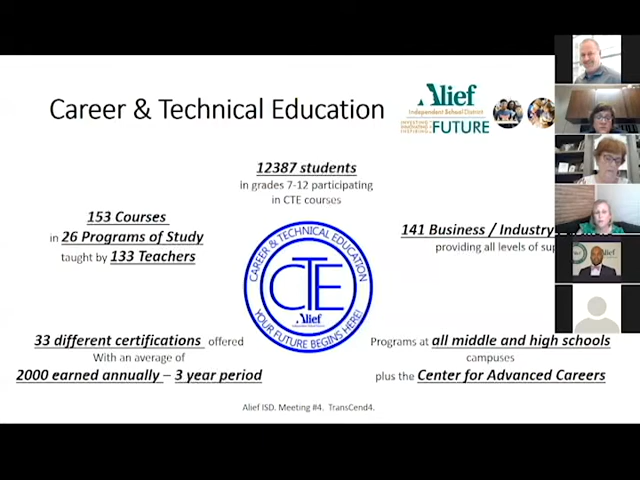 Career & Technical Education
Alief
Independent School District
INVESTING
INNOVATING
INSPIRING
FUTURE
12387 students
in grades 7-12 participating
in CTE courses
153 Courses
in 26 Programs of Study
taught by 133 Teachers
141 Business / Industry
providing all levels of sup
CAREER & TECHNICAL EDUCATION
CTE
Alief
YOUR FUTURE BEGINS HERE!
33 different certifications offered
With an average of
2000 earned annually – 3 year period
Programs at all middle and high schools
campuses
plus the Center for Advanced Careers
Alief ISD. Meeting #4. TransCend4.